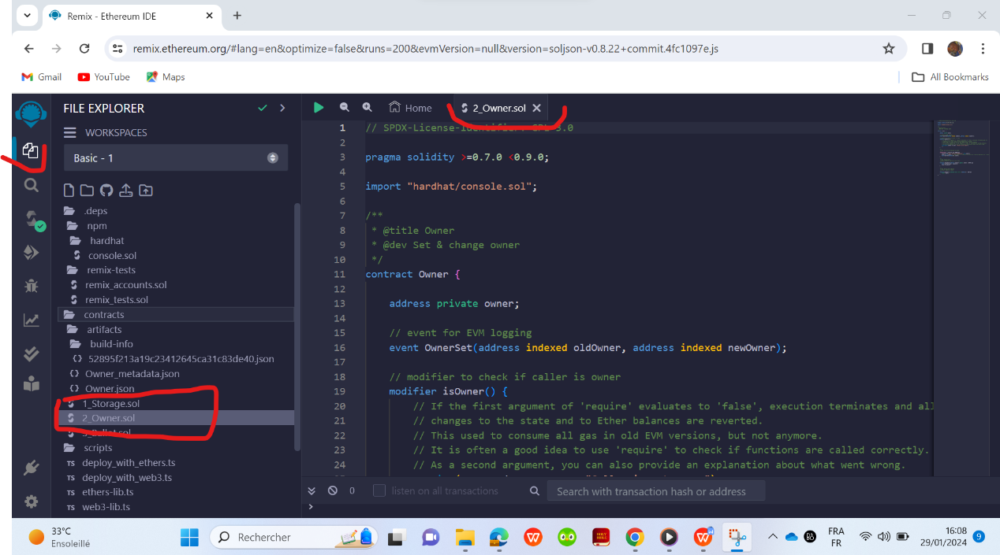 Remix - Ethereum IDE
remix.ethereum.org/#lang=en&optimize=false&runs=200&evmVersion=null&version=soljson-v0.8.22+commit.4fc1097e.js
Gmail YouTube Maps All Bookmarks
FILE EXPLORER
WORKSPACES
Basic - 1
.deps
npm
hardhat
console.sol
remix-tests
remix_accounts.sol
remix_tests.sol
contracts
artifacts
build-info
52895f213a19c23412645ca31c83de40.json
Owner_metadata.json
Owner.json
1_Storage.sol
2_Owner.sol
3_Ballot.sol
scripts
TS deploy_with_ethers.ts
TS deploy_with_web3.ts
TS ethers-lib.ts
TS web3-lib.ts
Home 2_Owner.sol
1 // SPDX-License-Identifier: GPL-3.0
2
3 pragma solidity >=0.7.0 <0.9.0;
4
5 import "hardhat/console.sol";
6
7 /**
8 * @title Owner
9 * @dev Set & change owner
10 */
11 contract Owner {
12
13 address private owner;
14
15 // event for EVM logging
16 event OwnerSet(address indexed oldOwner, address indexed newOwner);
17
18 // modifier to check if caller is owner
19 modifier isOwner() {
20 // If the first argument of 'require' evaluates to 'false', execution terminates and all
21 // changes to the state and to Ether balances are reverted.
22 // This used to consume all gas in old EVM versions, but not anymore.
23 // It is often a good idea to use 'require' to check if functions are called correctly.
24 // As a second argument, you can also provide an explanation about what went wrong.
0 listen on all transactions Search with transaction hash or address
>
33°C
Ensoleillé
Rechercher
FRA
FR
16:08
29/01/2024
9